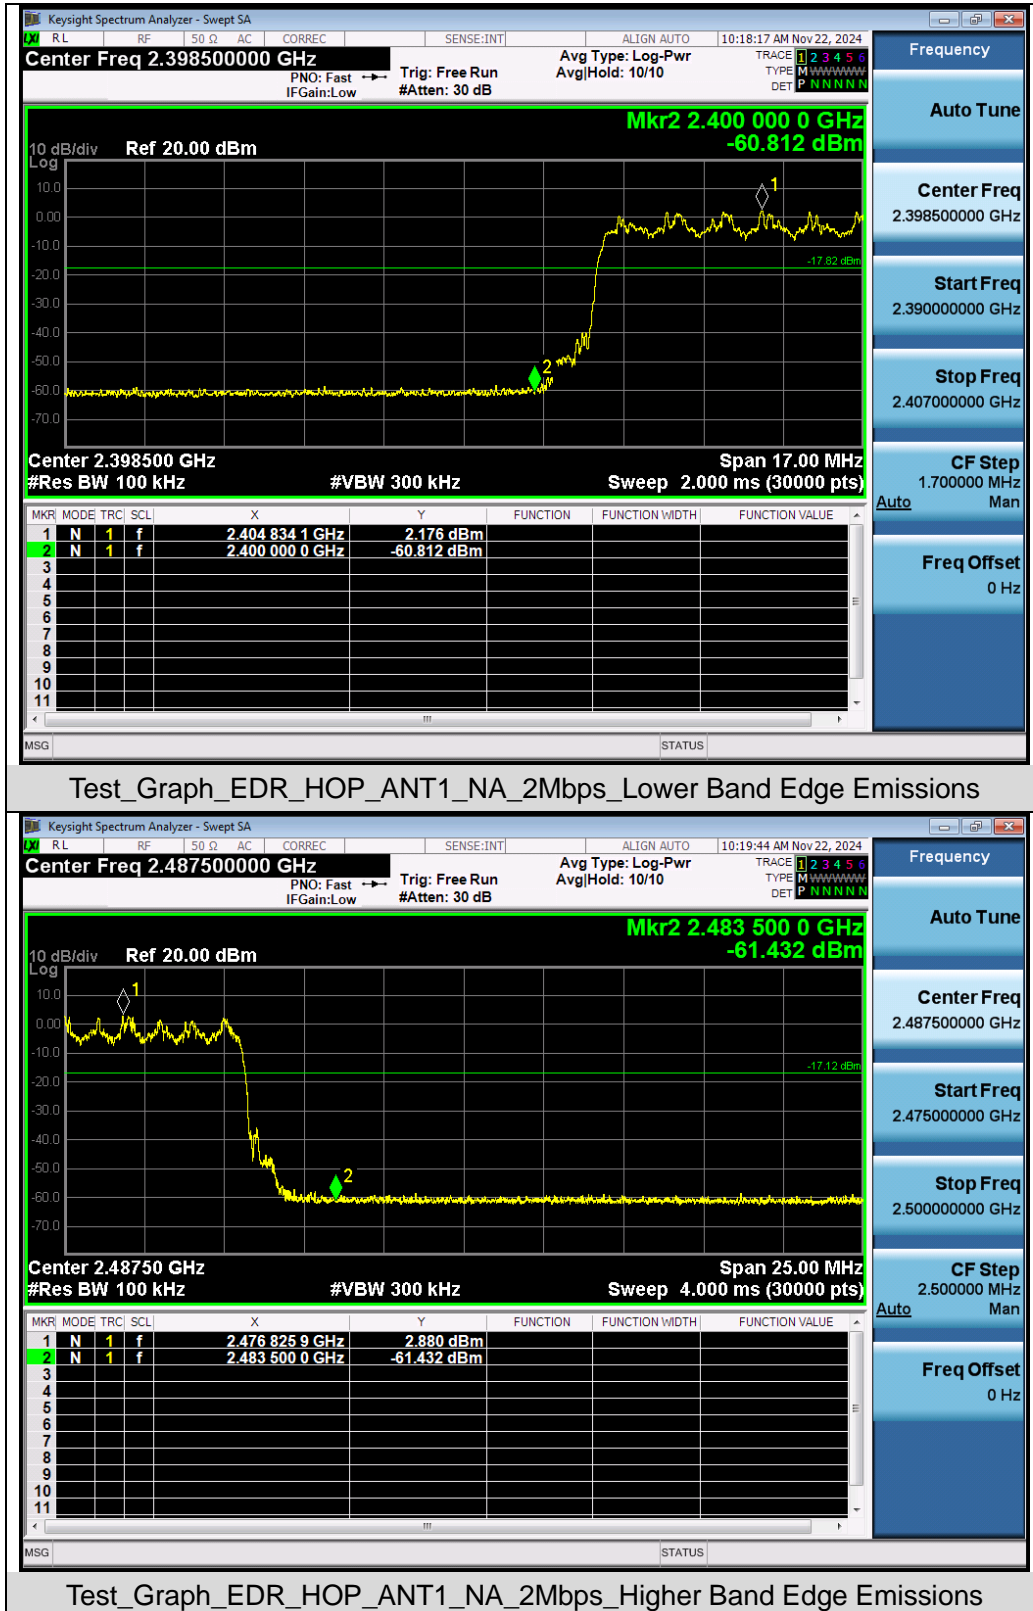 Keysight Spectrum Analyzer - Swept SA
LXI RL RF 50 Ω AC CORREC SENSE:INT ALIGN AUTO 10:18:17 AM Nov 22, 2024
Center Freq 2.398500000 GHz
PNO: Fast
IFGain:Low
Trig: Free Run
#Atten: 30 dB
Avg Type: Log-Pwr
Avg|Hold: 10/10
TRACE 1 2 3 4 5 6
TYPE M WWWWW
DET P N N N N N
Mkr2 2.400 000 0 GHz
-60.812 dBm
10 dB/div Ref 20.00 dBm
Log
10.0
0.00
-10.0
-20.0
-30.0
-40.0
-50.0
-60.0
-70.0
1
-17.82 dBm
2
Center 2.398500 GHz Span 17.00 MHz
#Res BW 100 kHz #VBW 300 kHz Sweep 2.000 ms (30000 pts)
MKR MODE TRC SCL X Y FUNCTION FUNCTION WIDTH FUNCTION VALUE
1 N 1 f 2.404 834 1 GHz 2.176 dBm
2 N 1 f 2.400 000 0 GHz -60.812 dBm
3
4
5
6
7
8
9
10
11
MSG STATUS
Frequency
Auto Tune
Center Freq
2.398500000 GHz
Start Freq
2.390000000 GHz
Stop Freq
2.407000000 GHz
CF Step
1.700000 MHz
Auto Man
Freq Offset
0 Hz
Test_Graph_EDR_HOP_ANT1_NA_2Mbps_Lower Band Edge Emissions
Keysight Spectrum Analyzer - Swept SA
LXI RL RF 50 Ω AC CORREC SENSE:INT ALIGN AUTO 10:19:44 AM Nov 22, 2024
Center Freq 2.487500000 GHz
PNO: Fast
IFGain:Low
Trig: Free Run
#Atten: 30 dB
Avg Type: Log-Pwr
Avg|Hold: 10/10
TRACE 1 2 3 4 5 6
TYPE M WWWWW
DET P N N N N N
Mkr2 2.483 500 0 GHz
-61.432 dBm
10 dB/div Ref 20.00 dBm
Log
10.0
0.00
-10.0
-20.0
-30.0
-40.0
-50.0
-60.0
-70.0
1
-17.12 dBm
2
Center 2.48750 GHz Span 25.00 MHz
#Res BW 100 kHz #VBW 300 kHz Sweep 4.000 ms (30000 pts)
MKR MODE TRC SCL X Y FUNCTION FUNCTION WIDTH FUNCTION VALUE
1 N 1 f 2.476 825 9 GHz 2.880 dBm
2 N 1 f 2.483 500 0 GHz -61.432 dBm
3
4
5
6
7
8
9
10
11
MSG STATUS
Frequency
Auto Tune
Center Freq
2.487500000 GHz
Start Freq
2.475000000 GHz
Stop Freq
2.500000000 GHz
CF Step
2.500000 MHz
Auto Man
Freq Offset
0 Hz
Test_Graph_EDR_HOP_ANT1_NA_2Mbps_Higher Band Edge Emissions